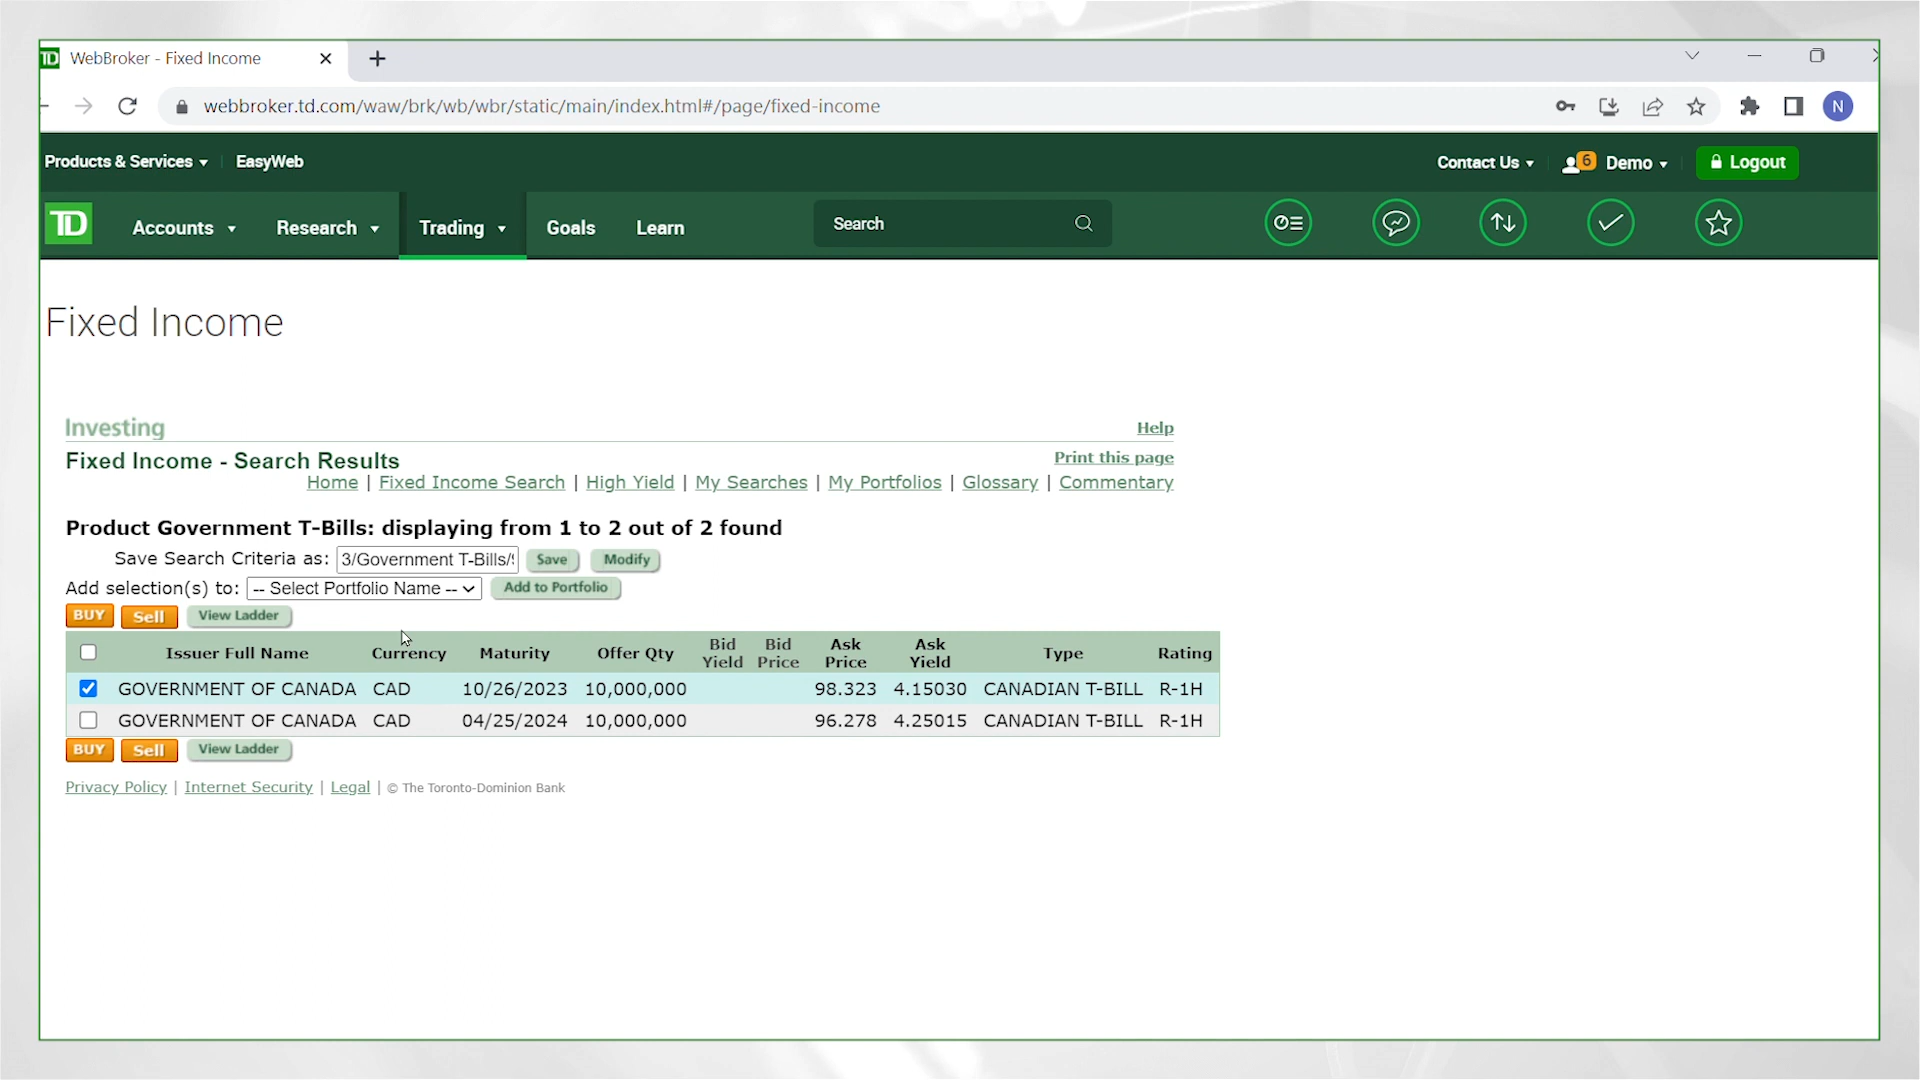 TD WebBroker - Fixed Income
webbroker.td.com/waw/brk/wb/wbr/static/main/index.html#/page/fixed-income N
Products & Services EasyWeb Contact Us 6 Demo Logout
TD Accounts Research Trading Goals Learn Search
Fixed Income
Investing Help
Fixed Income - Search Results Print this page
Home | Fixed Income Search | High Yield | My Searches | My Portfolios | Glossary | Commentary
Product Government T-Bills: displaying from 1 to 2 out of 2 found
Save Search Criteria as: 3/Government T-Bills/ Save Modify
Add selection(s) to: -- Select Portfolio Name -- Add to Portfolio
BUY Sell View Ladder
Issuer Full Name Currency Maturity Offer Qty Bid Yield Bid Price Ask Price Ask Yield Type Rating
GOVERNMENT OF CANADA CAD 10/26/2023 10,000,000 98.323 4.15030 CANADIAN T-BILL R-1H
GOVERNMENT OF CANADA CAD 04/25/2024 10,000,000 96.278 4.25015 CANADIAN T-BILL R-1H
BUY Sell View Ladder
Privacy Policy | Internet Security | Legal | © The Toronto-Dominion Bank